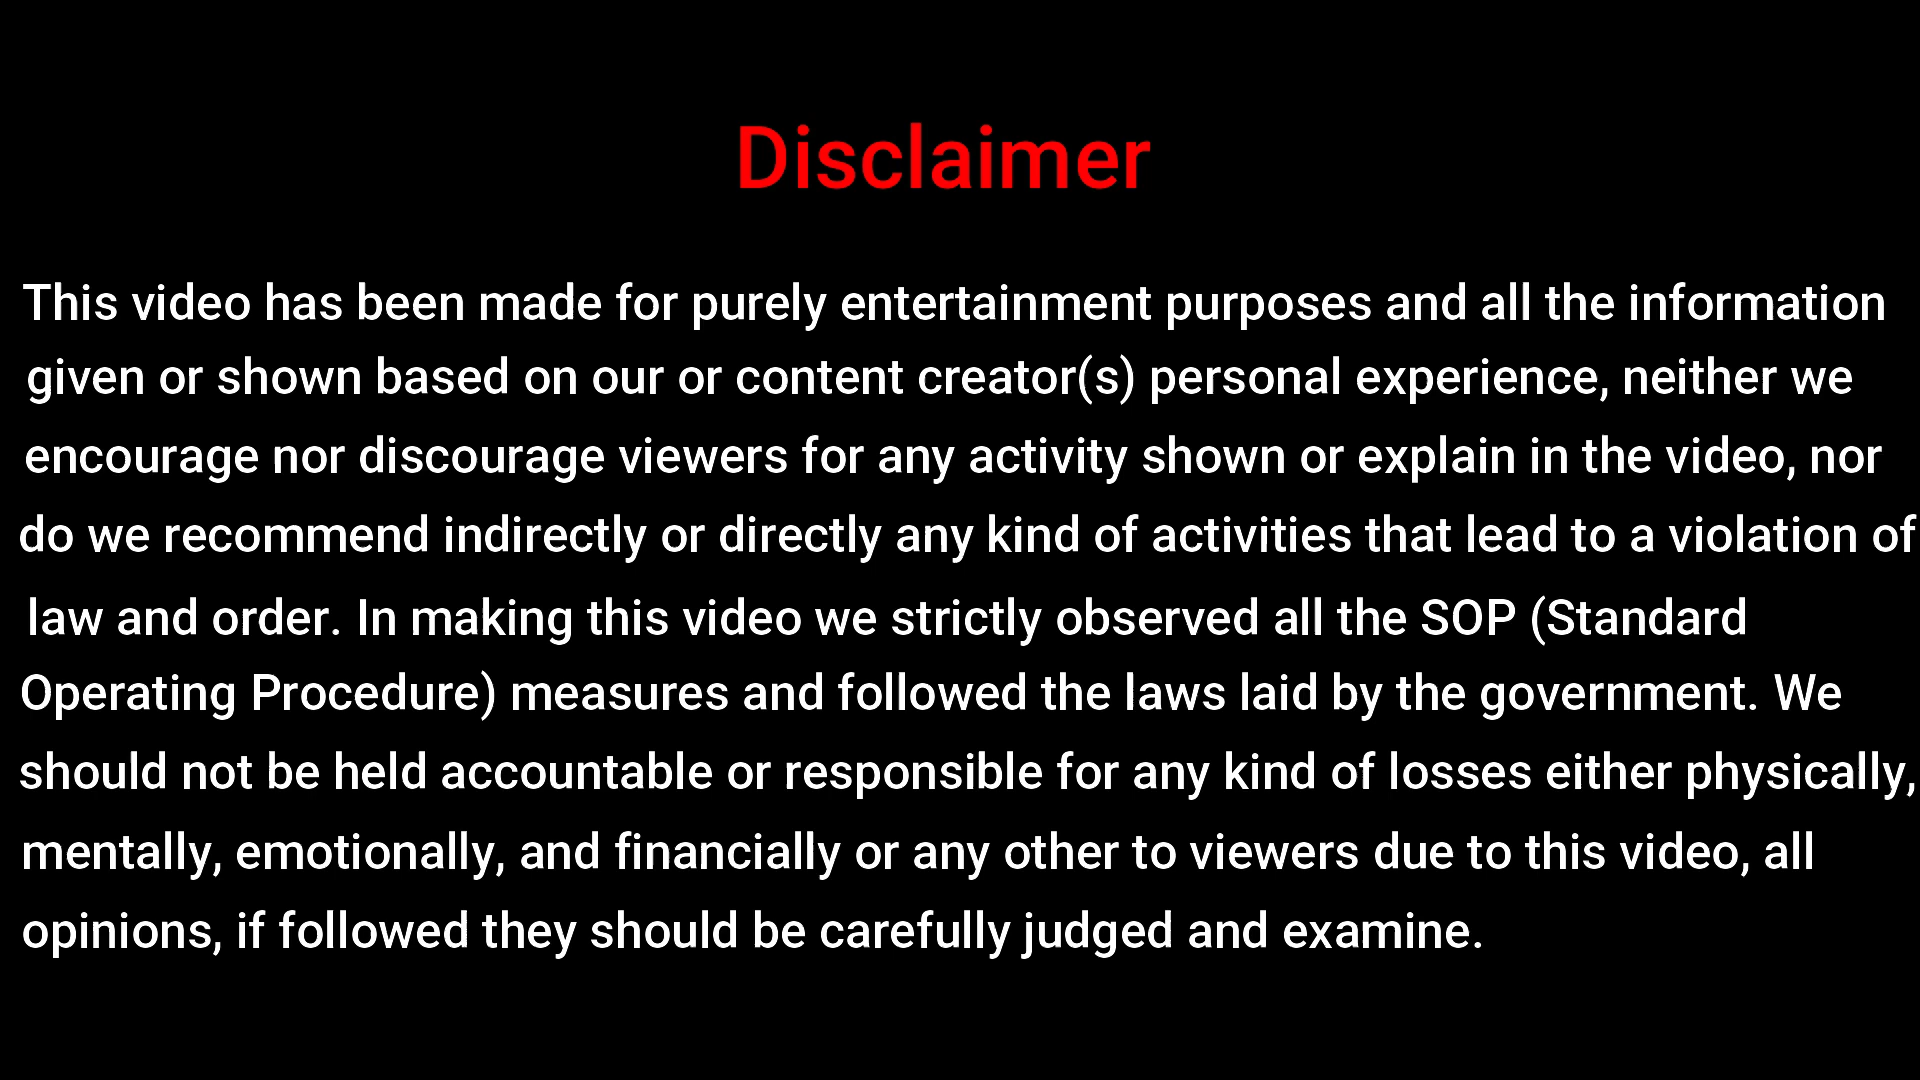 Disclaimer
This video has been made for purely entertainment purposes and all the information
given or shown based on our or content creator(s) personal experience, neither we
encourage nor discourage viewers for any activity shown or explain in the video, nor
do we recommend indirectly or directly any kind of activities that lead to a violation of
law and order. In making this video we strictly observed all the SOP (Standard
Operating Procedure) measures and followed the laws laid by the government. We
should not be held accountable or responsible for any kind of losses either physically,
mentally, emotionally, and financially or any other to viewers due to this video, all
opinions, if followed they should be carefully judged and examine.